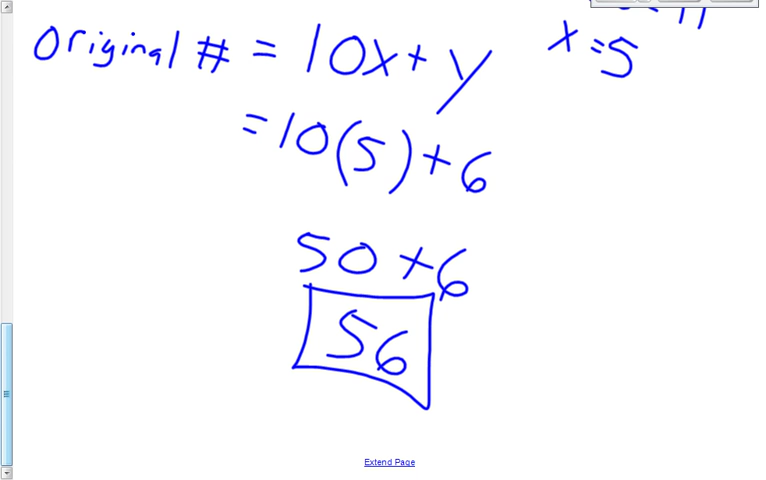 Original # = 10x + y
x = 5
= 10(5) + 6
50 + 6
56
Extend Page